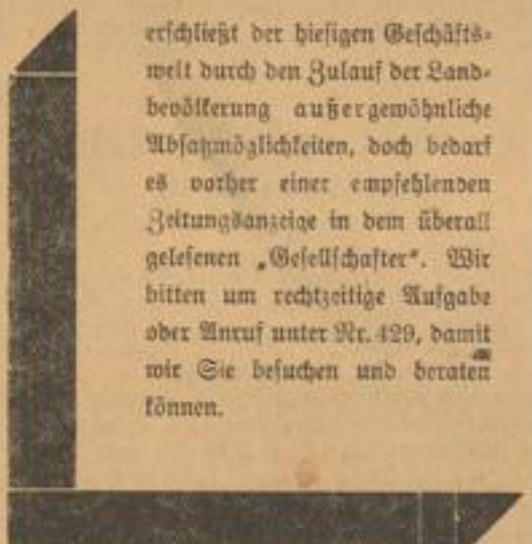 erschließt der hiesigen Geschäfts-
welt durch den Zulauf der Land-
bevölkerung außergewöhnliche
Absatzmöglichkeiten, doch bedarf
es vorher einer empfehlenden
Zeitungsanzeige in dem überall
gelesenen „Gesellschafter“. Wir
bitten um rechtzeitige Aufgabe
oder Anruf unter Nr. 429, damit
wir Sie besuchen und beraten
können.